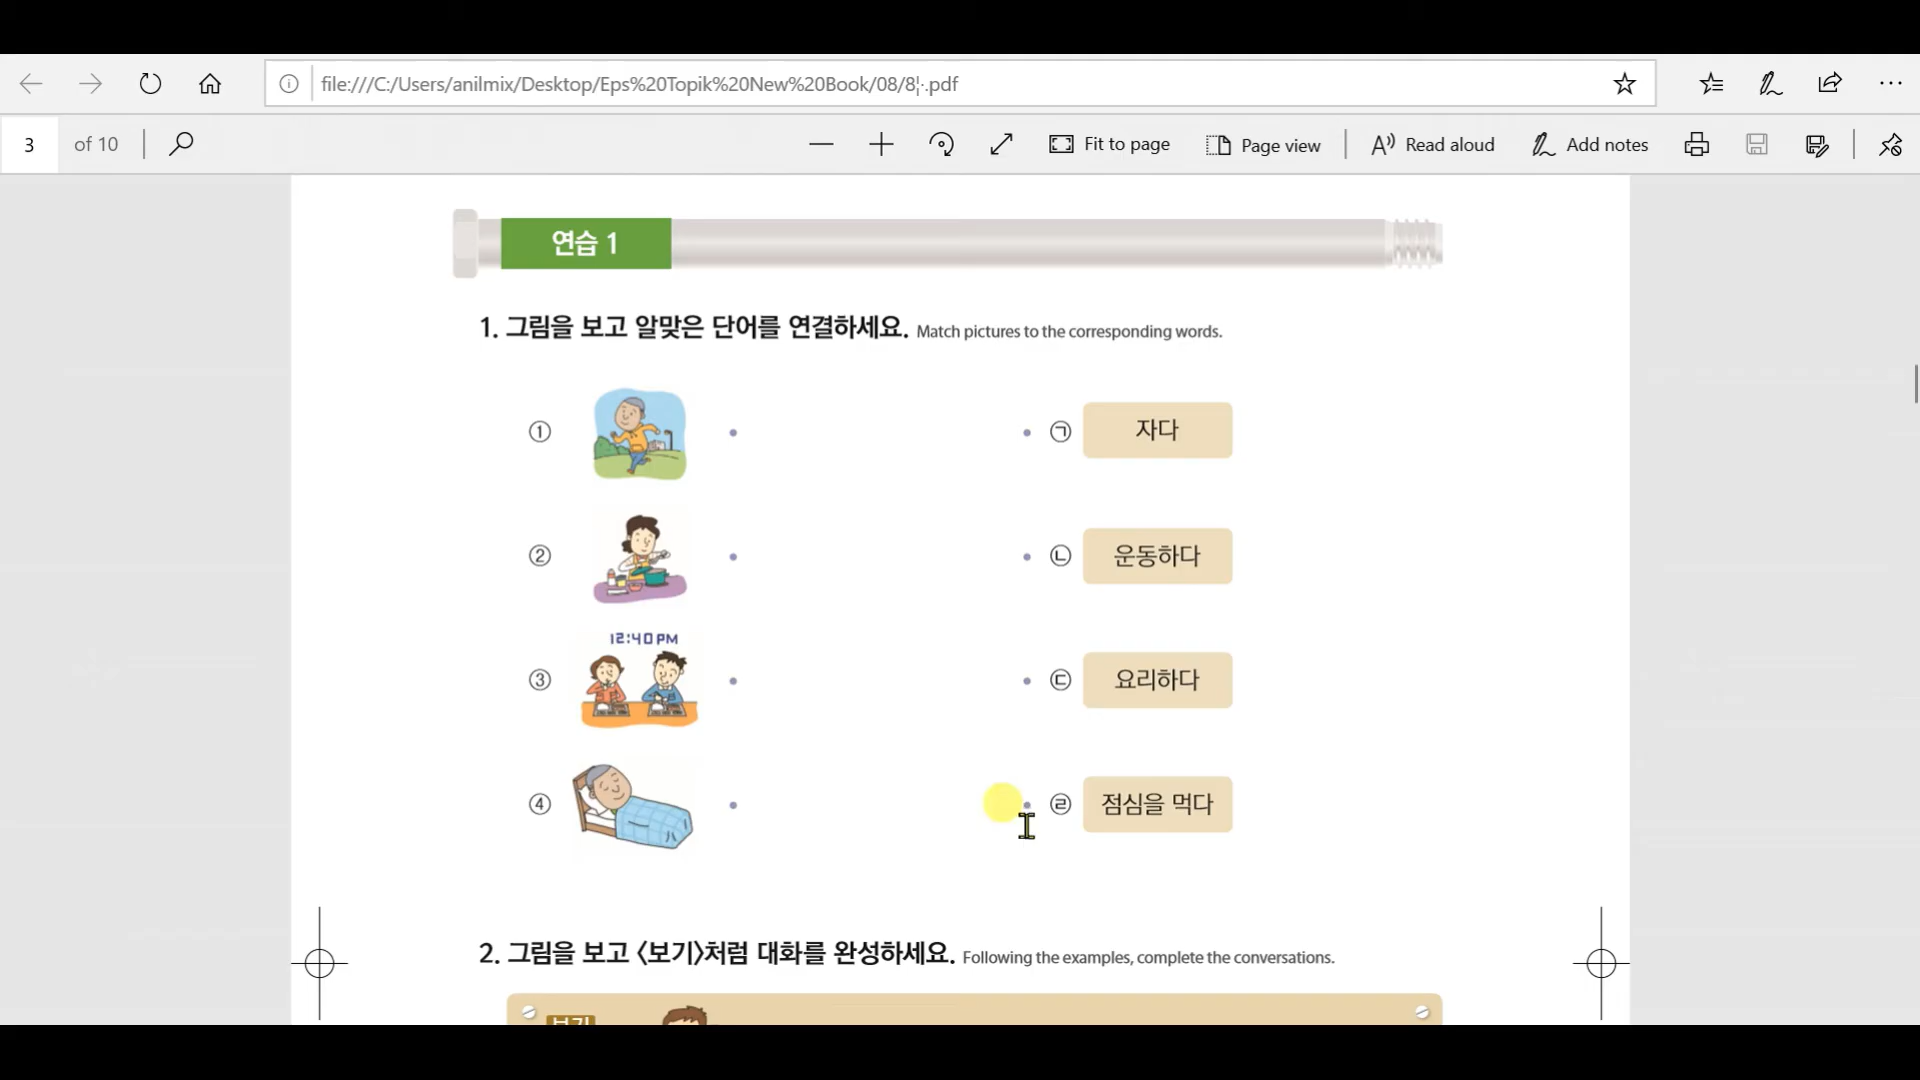 file:///C:/Users/anilmix/Desktop/Eps%20Topik%20New%20Book/08/8¦·.pdf
3 of 10
Fit to page
Page view
Read aloud
Add notes
연습 1
1. 그림을 보고 알맞은 단어를 연결하세요. Match pictures to the corresponding words.
① ㉠ 자다
② ㉡ 운동하다
12:40 PM
③ ㉢ 요리하다
④ ㉣ 점심을 먹다
2. 그림을 보고 〈보기〉처럼 대화를 완성하세요. Following the examples, complete the conversations.
보기